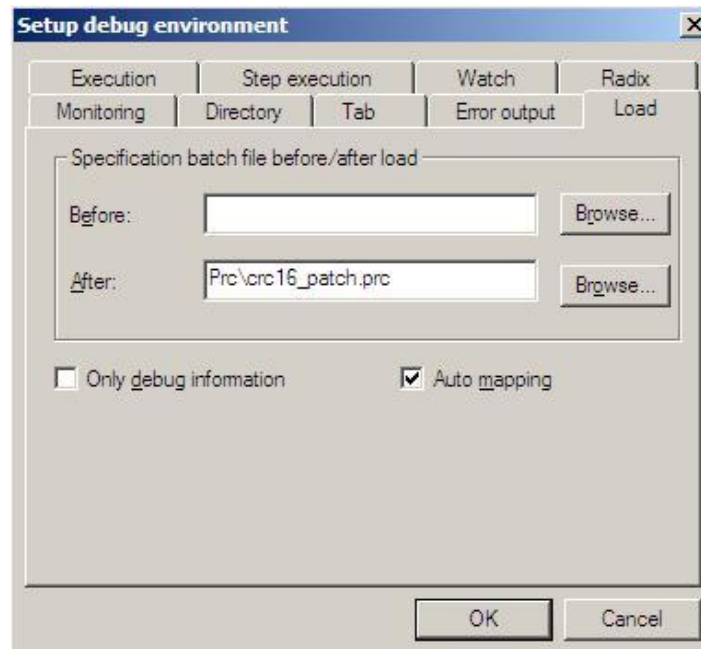 Setup debug environment
Execution Step execution Watch Radix
Monitoring Directory Tab Error output Load
Specification batch file before/after load
Before: Browse...
After: Prc\crc16_patch.prc Browse...
Only debug information Auto mapping
OK Cancel